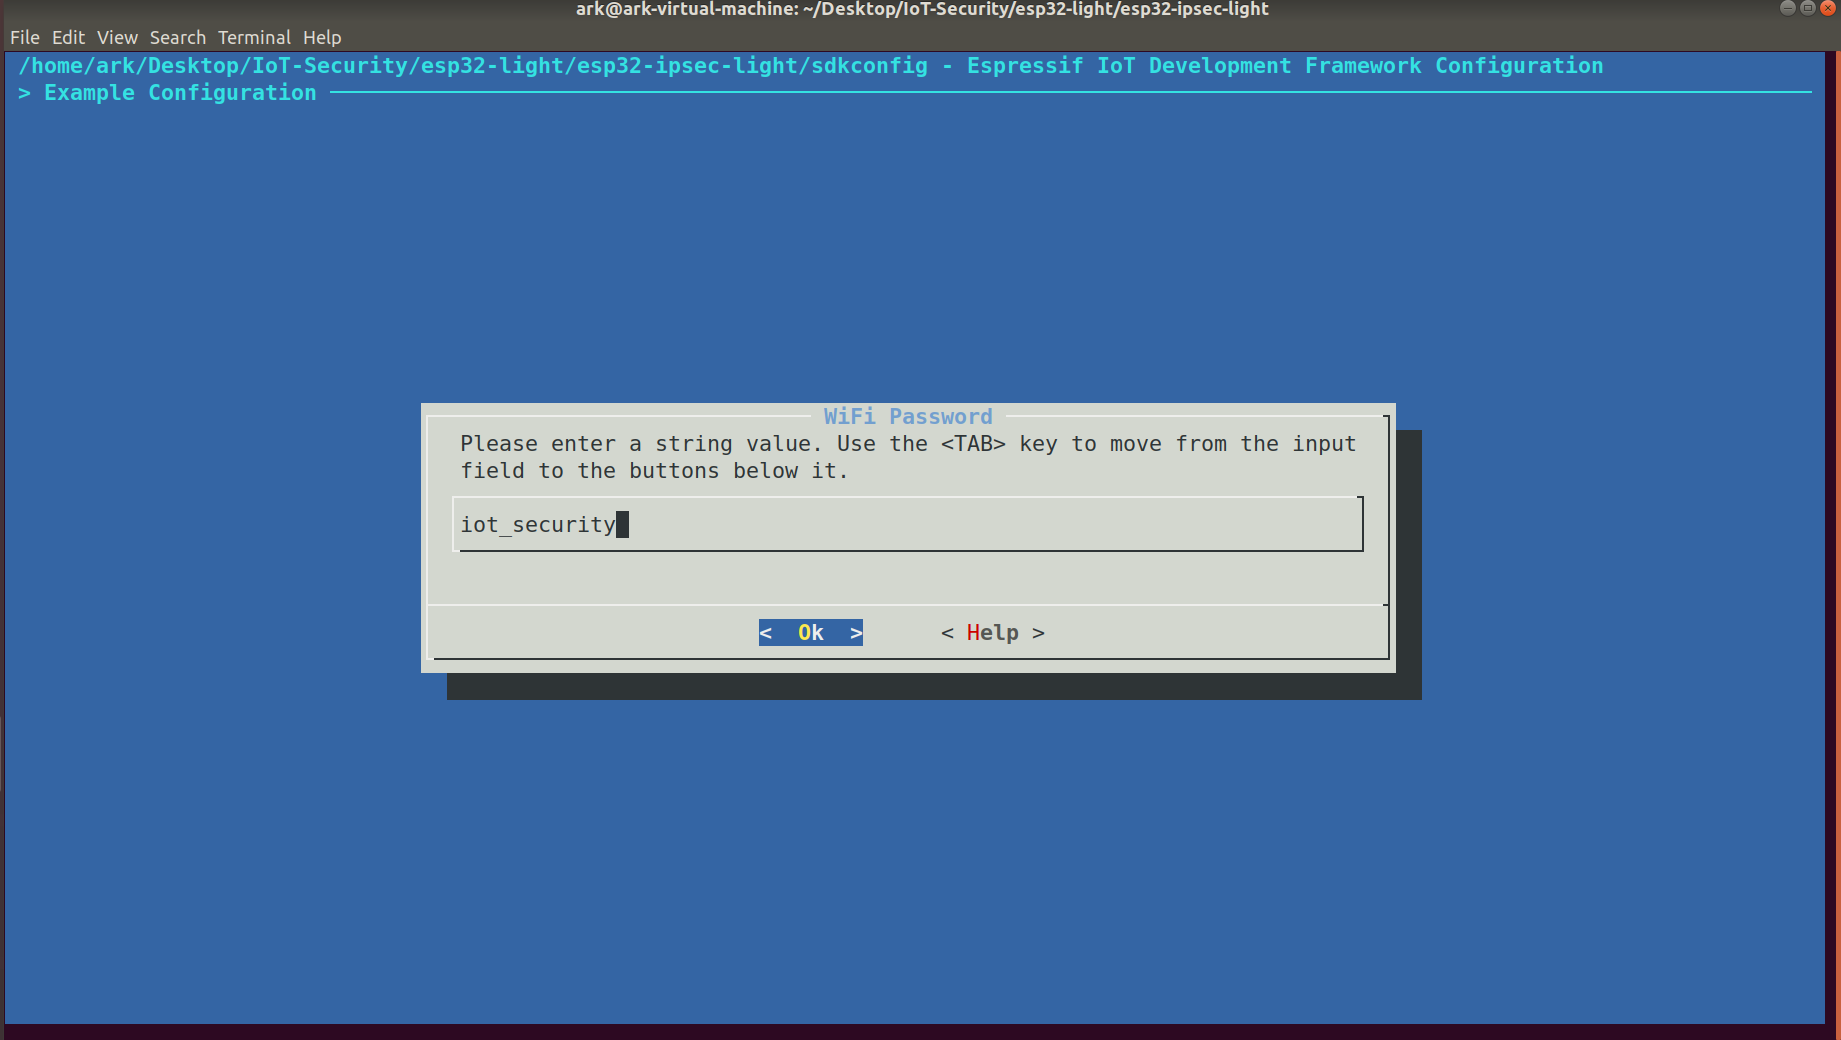 ark@ark-virtual-machine: ~/Desktop/IoT-Security/esp32-light/esp32-ipsec-light
File Edit View Search Terminal Help
/home/ark/Desktop/IoT-Security/esp32-light/esp32-ipsec-light/sdkconfig - Espressif IoT Development Framework Configuration
> Example Configuration
WiFi Password
Please enter a string value. Use the <TAB> key to move from the input
field to the buttons below it.
iot_security
< Ok > < Help >